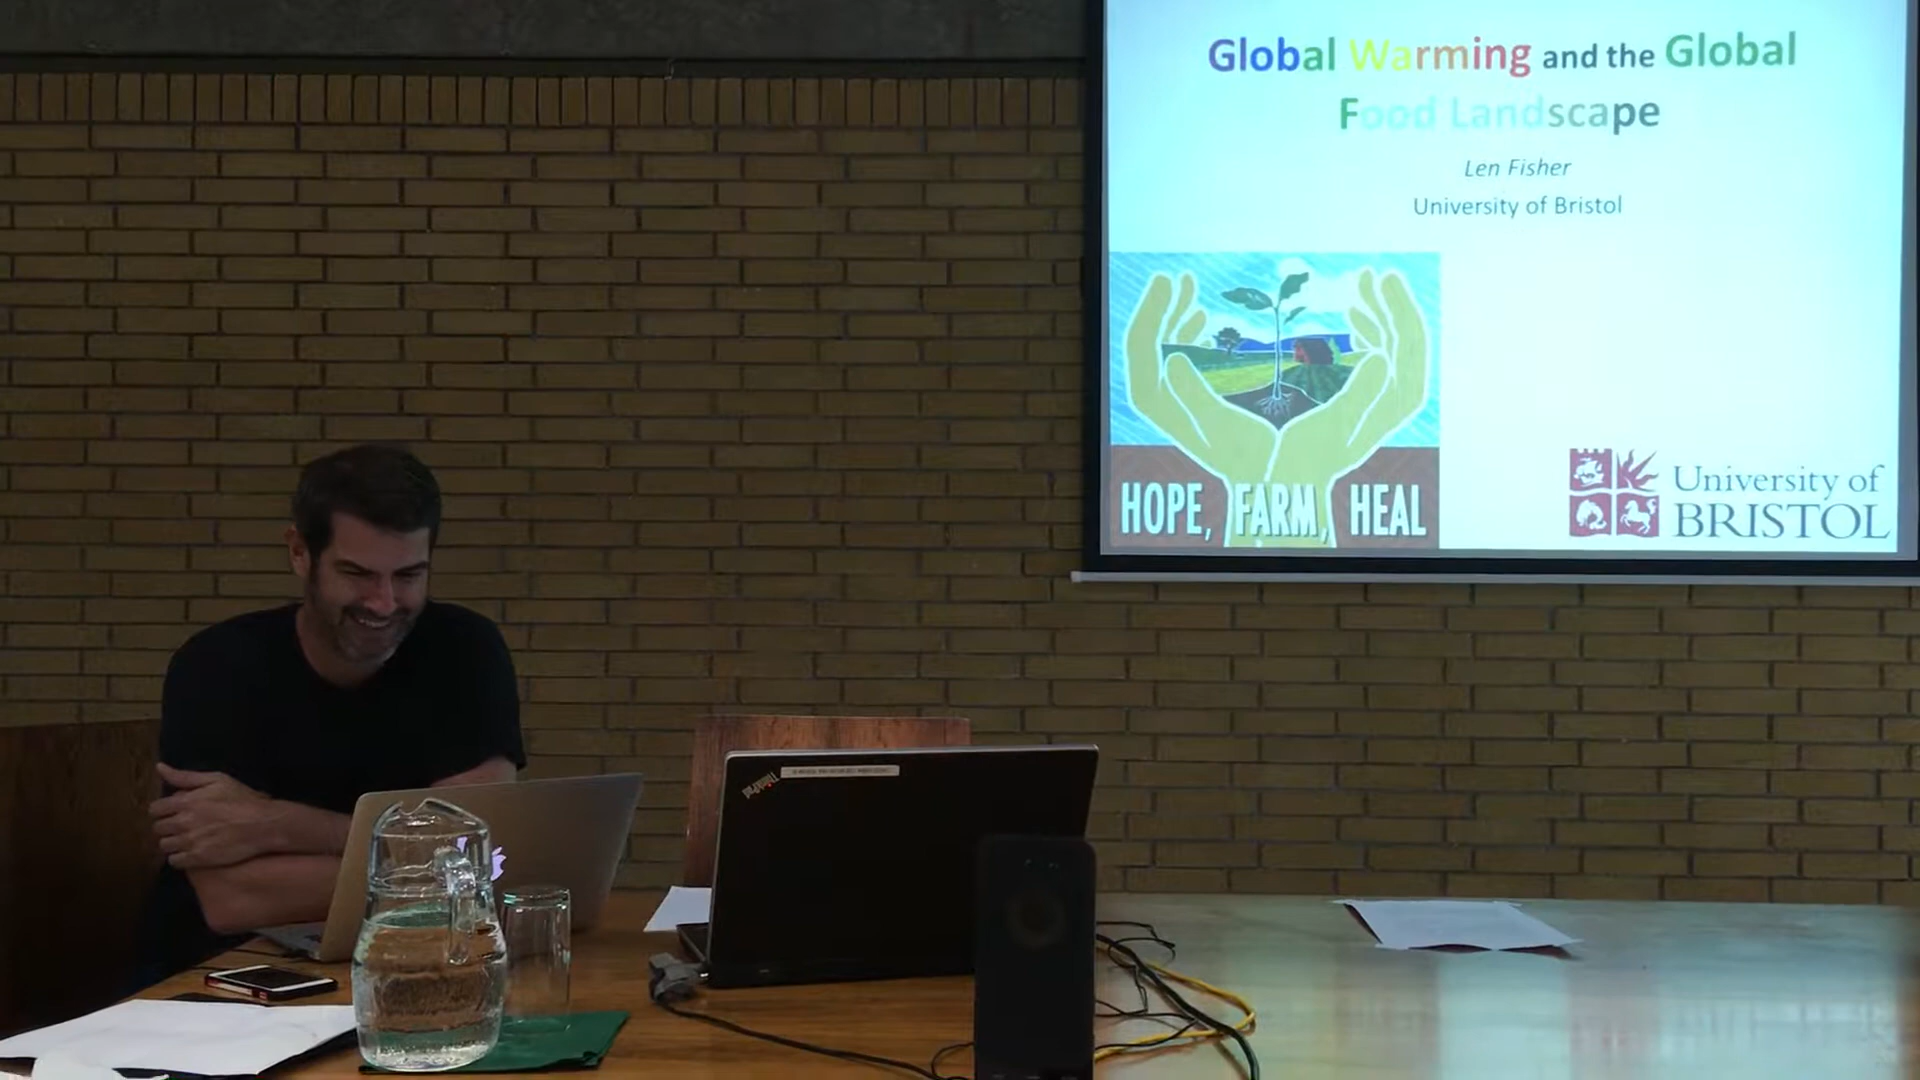 Global Warming and the Global
Food Landscape
Len Fisher
University of Bristol
HOPE, FARM, HEAL
University of
BRISTOL
ThinkPad